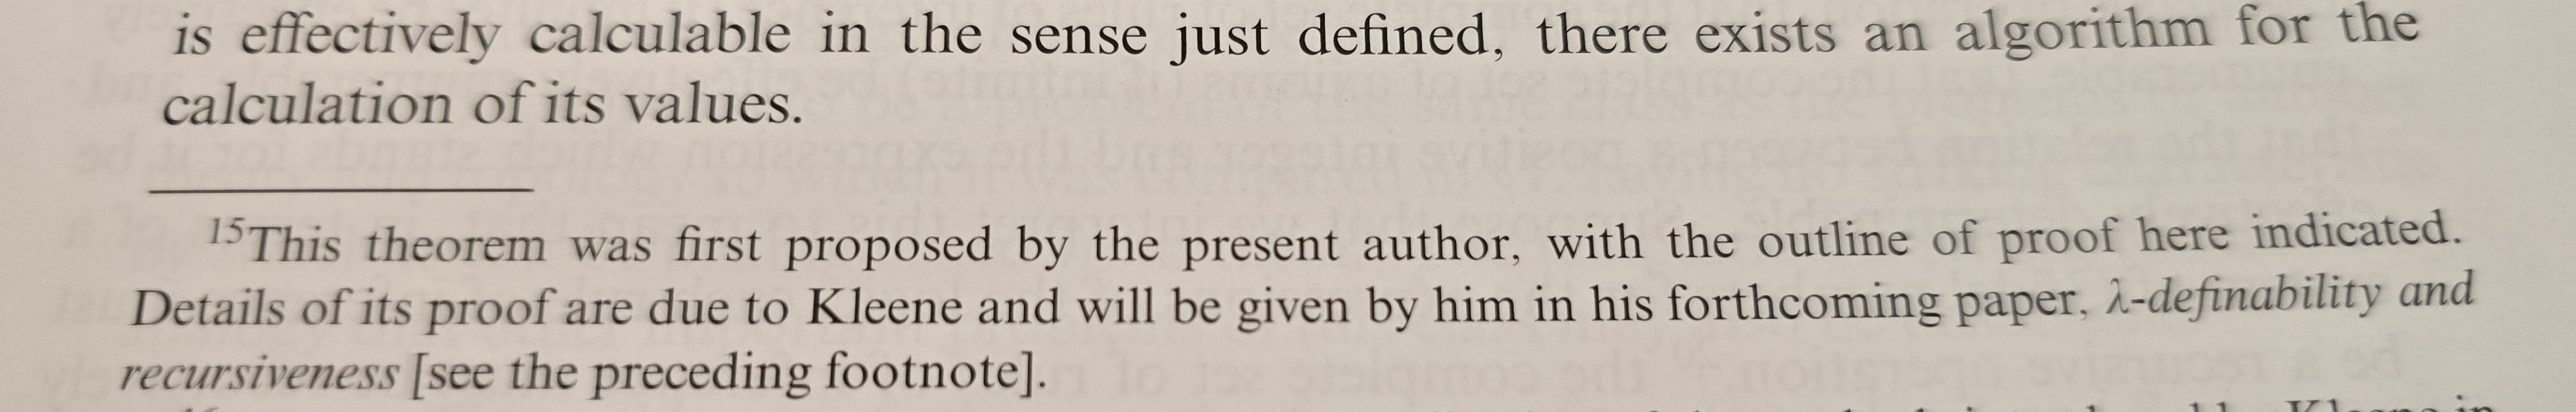 is effectively calculable in the sense just defined, there exists an algorithm for the
calculation of its values.
¹⁵This theorem was first proposed by the present author, with the outline of proof here indicated.
Details of its proof are due to Kleene and will be given by him in his forthcoming paper, λ-definability and
recursiveness [see the preceding footnote].